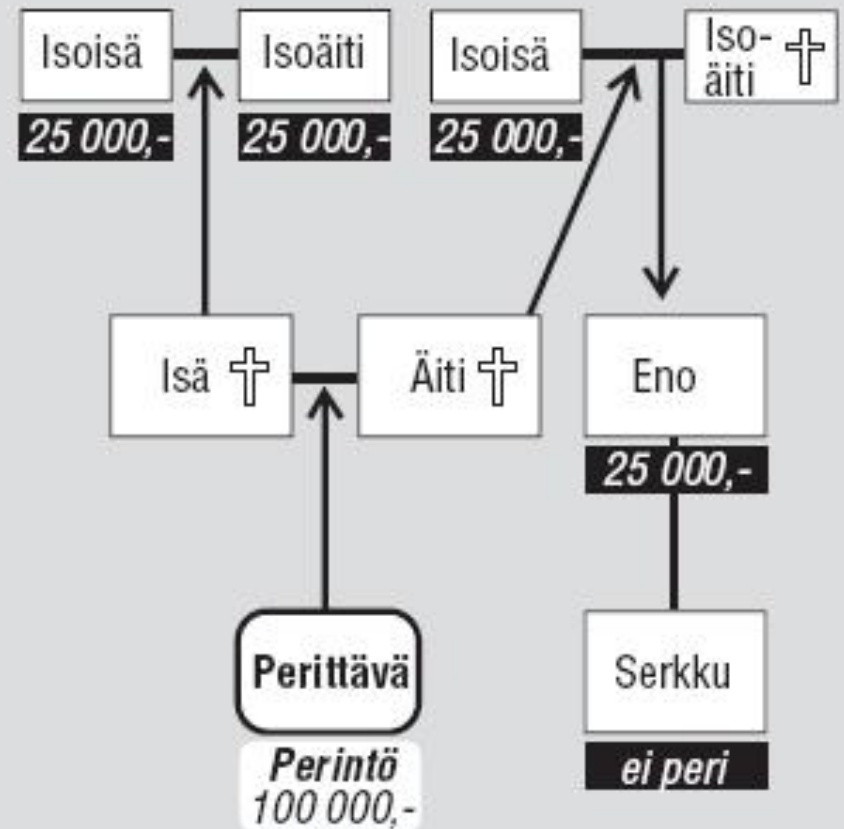 Isoisä
Isoäiti
Isoisä
Iso-
äiti
25 000,-
25 000,-
25 000,-
Isä
Äiti
Eno
25 000,-
Perittävä
Serkku
Perintö
100 000,-
ei peri